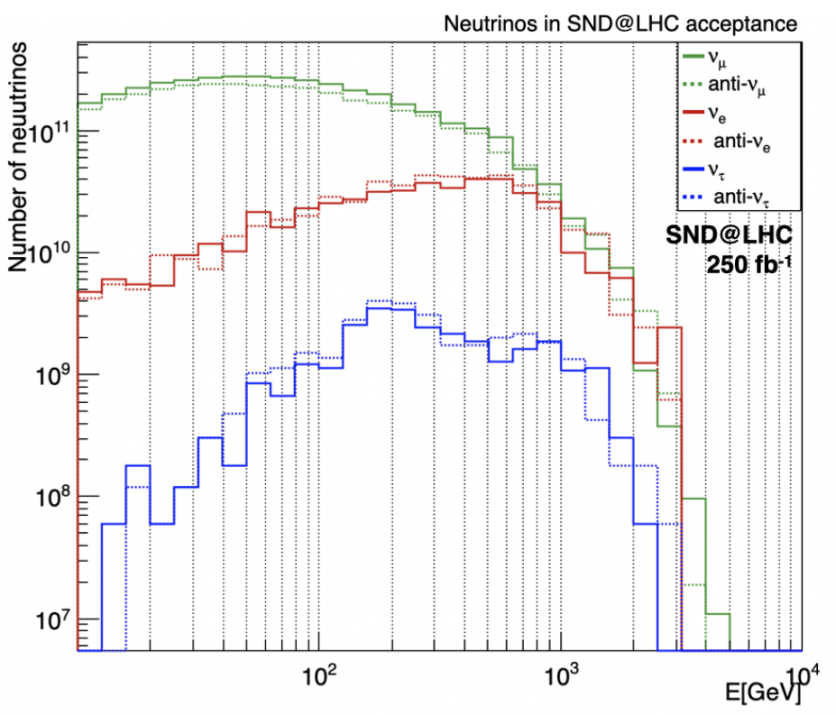 Neutrinos in SND@LHC acceptance
Number of neuutrinos
10¹¹
10¹⁰
10⁹
10⁸
10⁷
νμ
anti-νμ
νe
anti-νe
ντ
anti-ντ
SND@LHC
250 fb⁻¹
10²
10³
10⁴
E[GeV]